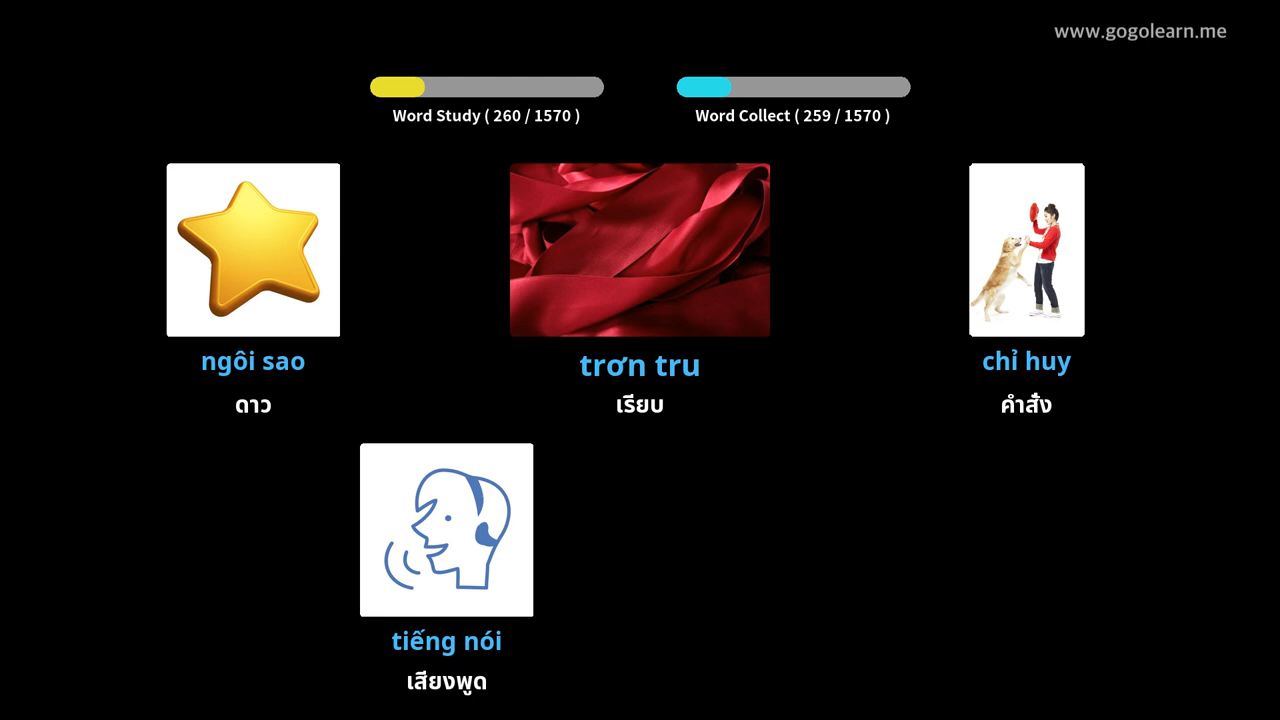 www.gogolearn.me
Word Study ( 260 / 1570 )
Word Collect ( 259 / 1570 )
ngôi sao
trơn tru
chỉ huy
ดาว
เรียบ
คำสั่ง
tiếng nói
เสียงพูด